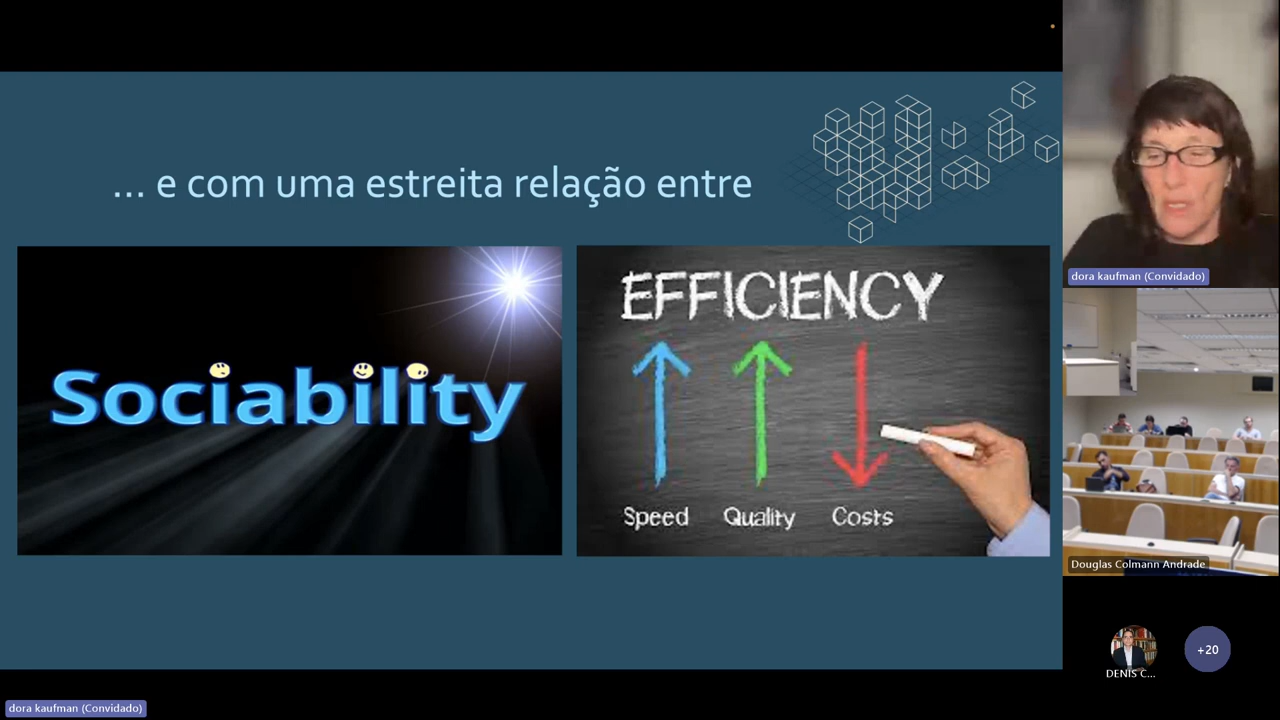 ... e com uma estreita relação entre
Sociability
EFFICIENCY
Speed Quality Costs
dora kaufman (Convidado)
Douglas Colmann Andrade
DENIS C...
+20
dora kaufman (Convidado)